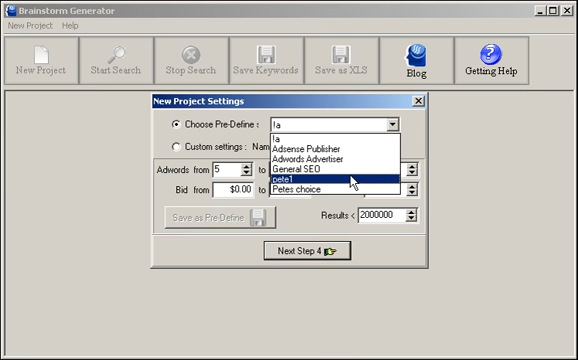 Brainstorm Generator
New Project Help
New Project Start Search Stop Search Save Keywords Save as XLS Blog Getting Help
New Project Settings
Choose Pre-Define : !a
!a
Custom settings : Nam
Adsense Publisher
Adwords Advertiser
General SEO
pete1
Petes choice
Adwords from 5 to
Bid from $0.00 to
Save as Pre-Define Results < 2000000
Next Step 4